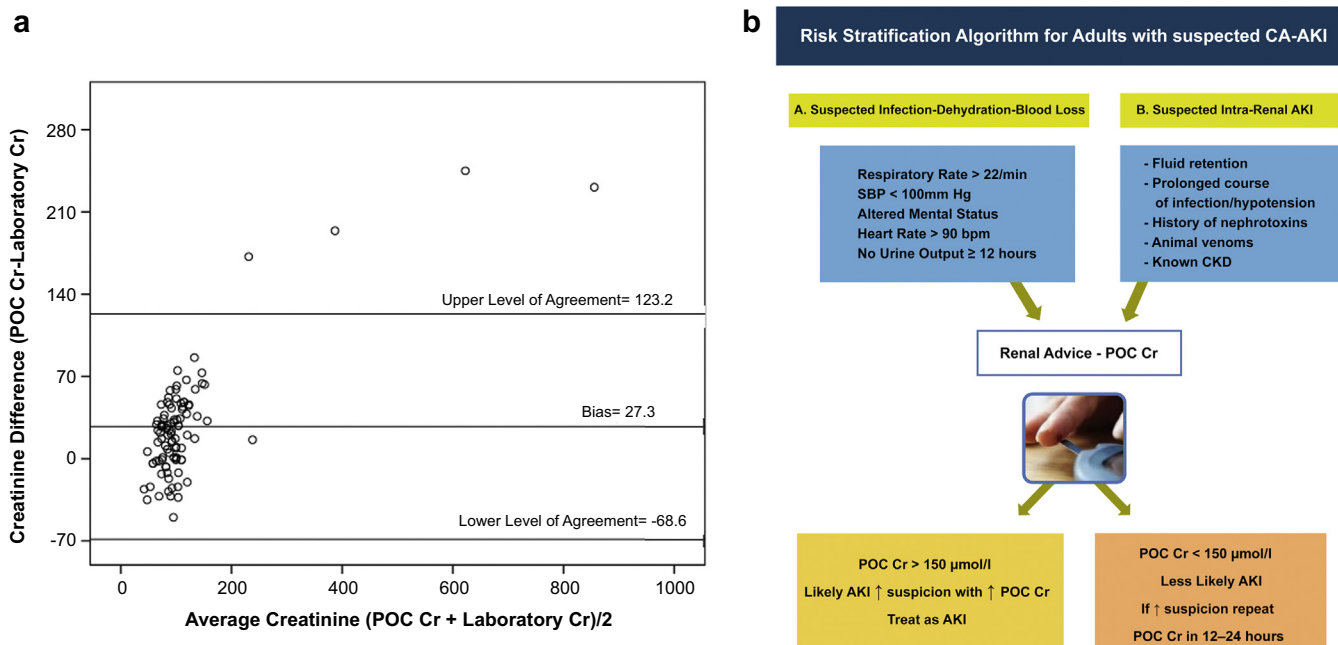 a
Creatinine Difference (POC Cr-Laboratory Cr)
280
210
140
70
0
-70
Upper Level of Agreement= 123.2
Bias= 27.3
Lower Level of Agreement= -68.6
0 200 400 600 800 1000
Average Creatinine (POC Cr + Laboratory Cr)/2
b
Risk Stratification Algorithm for Adults with suspected CA-AKI
A. Suspected Infection-Dehydration-Blood Loss
Respiratory Rate > 22/min
SBP < 100mm Hg
Altered Mental Status
Heart Rate > 90 bpm
No Urine Output ≥ 12 hours
B. Suspected Intra-Renal AKI
- Fluid retention
- Prolonged course
of infection/hypotension
- History of nephrotoxins
- Animal venoms
- Known CKD
Renal Advice - POC Cr
POC Cr > 150 µmol/l
Likely AKI ↑ suspicion with ↑ POC Cr
Treat as AKI
POC Cr < 150 µmol/l
Less Likely AKI
If ↑ suspicion repeat
POC Cr in 12–24 hours